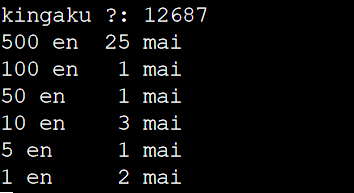 kingaku ?: 12687
500 en  25 mai
100 en   1 mai
50 en    1 mai
10 en    3 mai
5 en     1 mai
1 en     2 mai